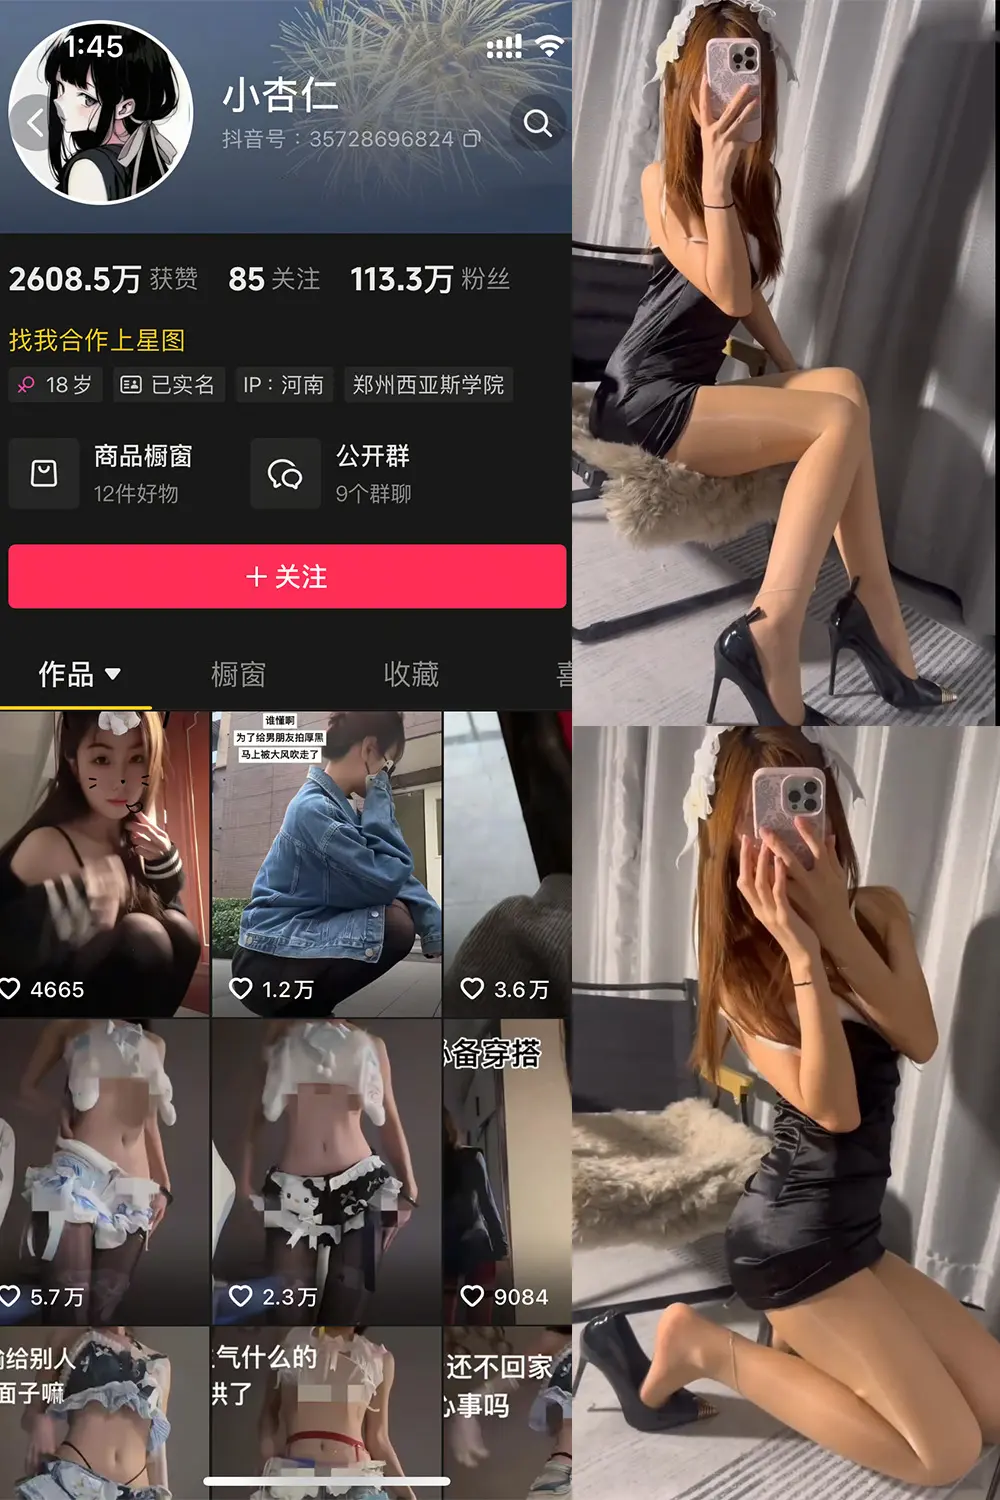 1:45
小杏仁
抖音号：35728696824
2608.5万 获赞 85 关注 113.3万 粉丝
找我合作上星图
18岁 已实名 IP：河南 郑州西亚斯学院
商品橱窗 公开群
12件好物 9个群聊
+ 关注
作品 橱窗 收藏 喜
谁懂啊
为了给男朋友拍厚黑
马上被大风吹走了
4665 1.2万 3.6万
备穿搭
5.7万 2.3万 9084
给别人
面子嘛
气什么的
供了
还不回家
心事吗